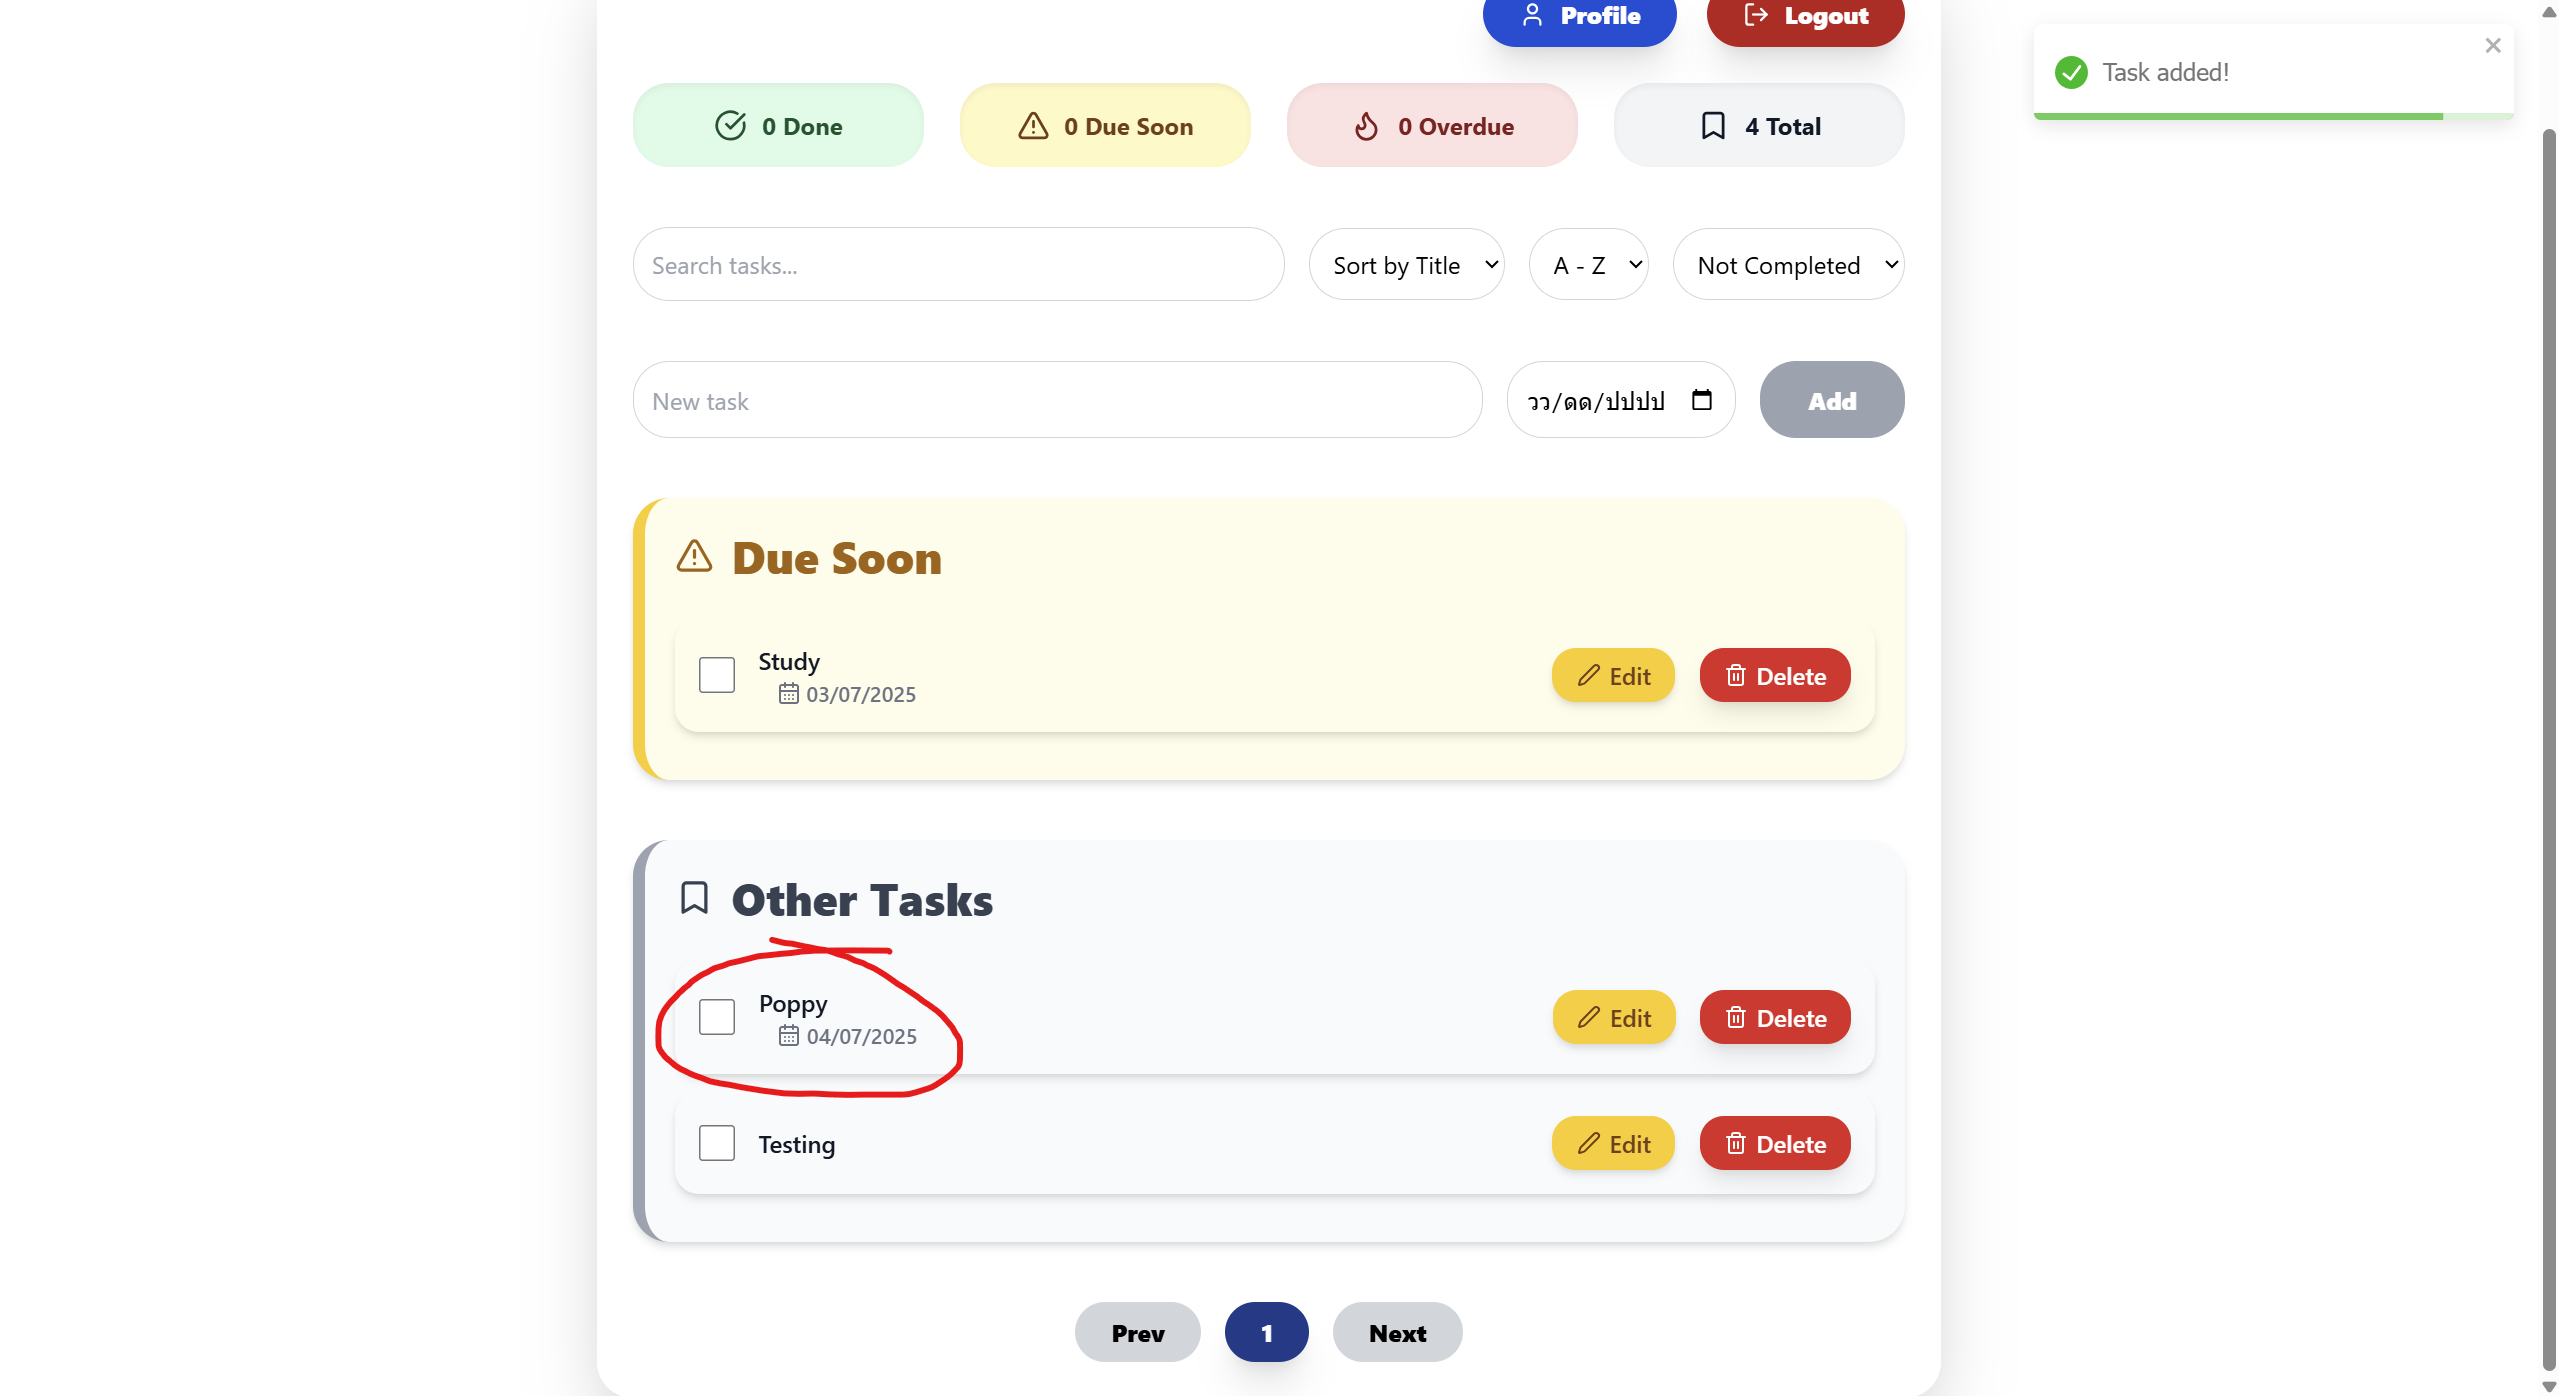 Profile
Logout
Task added!
0 Done
0 Due Soon
0 Overdue
4 Total
Search tasks...
Sort by Title
A - Z
Not Completed
New task
วว/ดด/ปปปป
Add
Due Soon
Study
03/07/2025
Edit
Delete
Other Tasks
Poppy
04/07/2025
Edit
Delete
Testing
Edit
Delete
Prev
1
Next